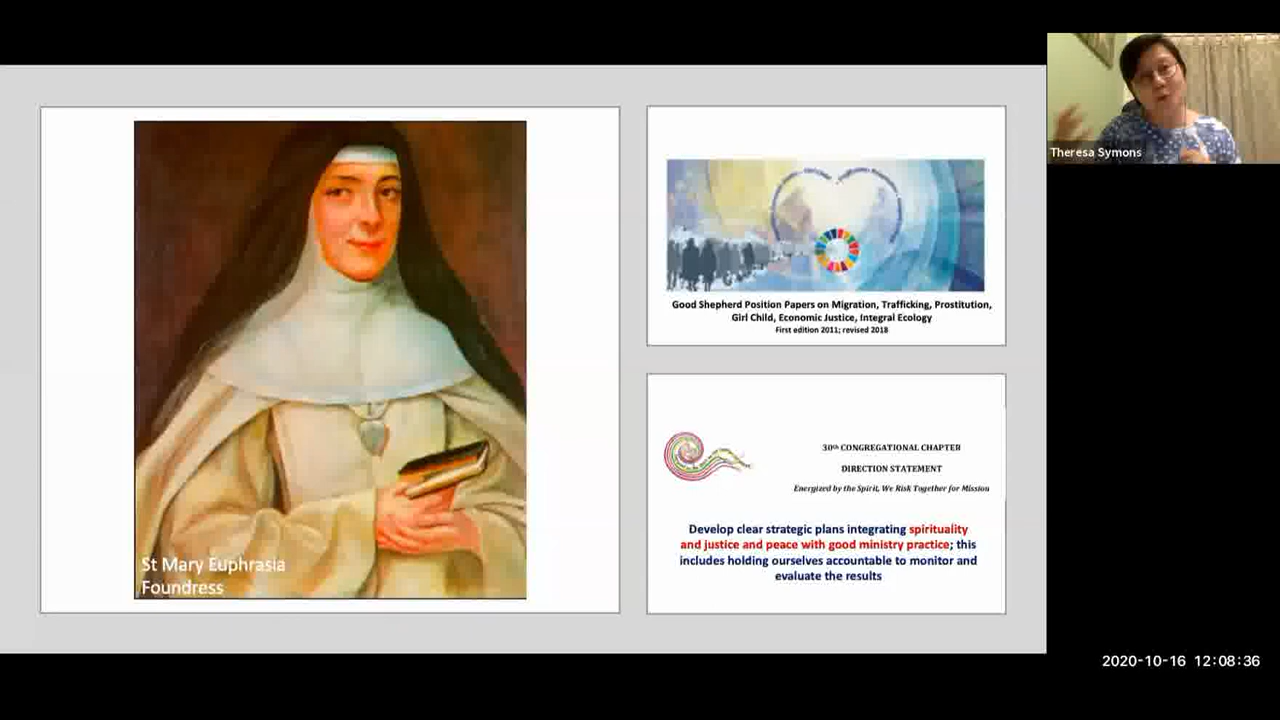 St Mary Euphrasia
Foundress
Good Shepherd Position Papers on Migration, Trafficking, Prostitution,
Girl Child, Economic Justice, Integral Ecology
First edition 2011; revised 2018
30th CONGREGATIONAL CHAPTER
DIRECTION STATEMENT
Energized by the Spirit, We Risk Together for Mission
Develop clear strategic plans integrating spirituality
and justice and peace with good ministry practice; this
includes holding ourselves accountable to monitor and
evaluate the results
Theresa Symons
2020-10-16 12:08:36